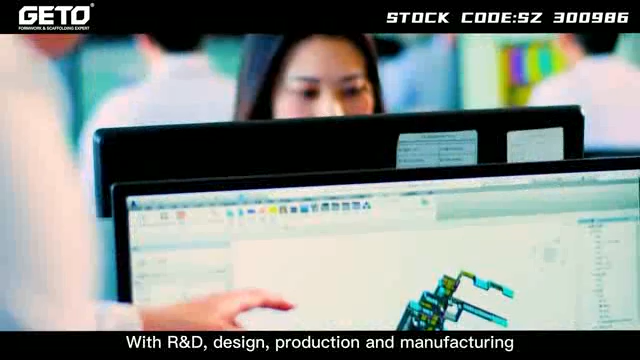 GETO®
FORMWORK & SCAFFOLDING EXPERT
STOCK CODE:SZ 300986
With R&D, design, production and manufacturing